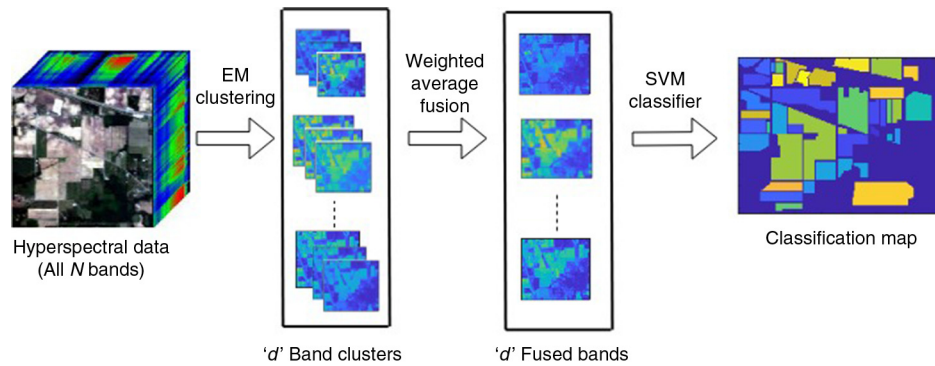 EM
clustering
Weighted
average
fusion
SVM
classifier
Hyperspectral data
(All N bands)
Classification map
‘d’ Band clusters
‘d’ Fused bands